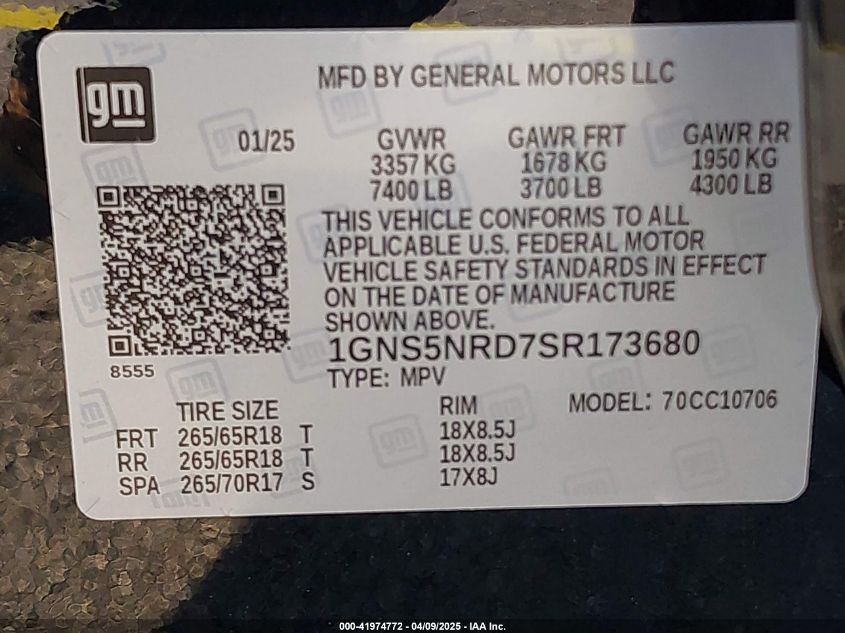 gm
MFD BY GENERAL MOTORS LLC
01/25
GVWR GAWR FRT GAWR RR
3357 KG 1678 KG 1950 KG
7400 LB 3700 LB 4300 LB
THIS VEHICLE CONFORMS TO ALL
APPLICABLE U.S. FEDERAL MOTOR
VEHICLE SAFETY STANDARDS IN EFFECT
ON THE DATE OF MANUFACTURE
SHOWN ABOVE.
1GNS5NRD7SR173680
8555
TYPE: MPV
TIRE SIZE RIM MODEL: 70CC10706
FRT 265/65R18 T 18X8.5J
RR 265/65R18 T 18X8.5J
SPA 265/70R17 S 17X8J
000-41974772 - 04/09/2025 - IAA Inc.